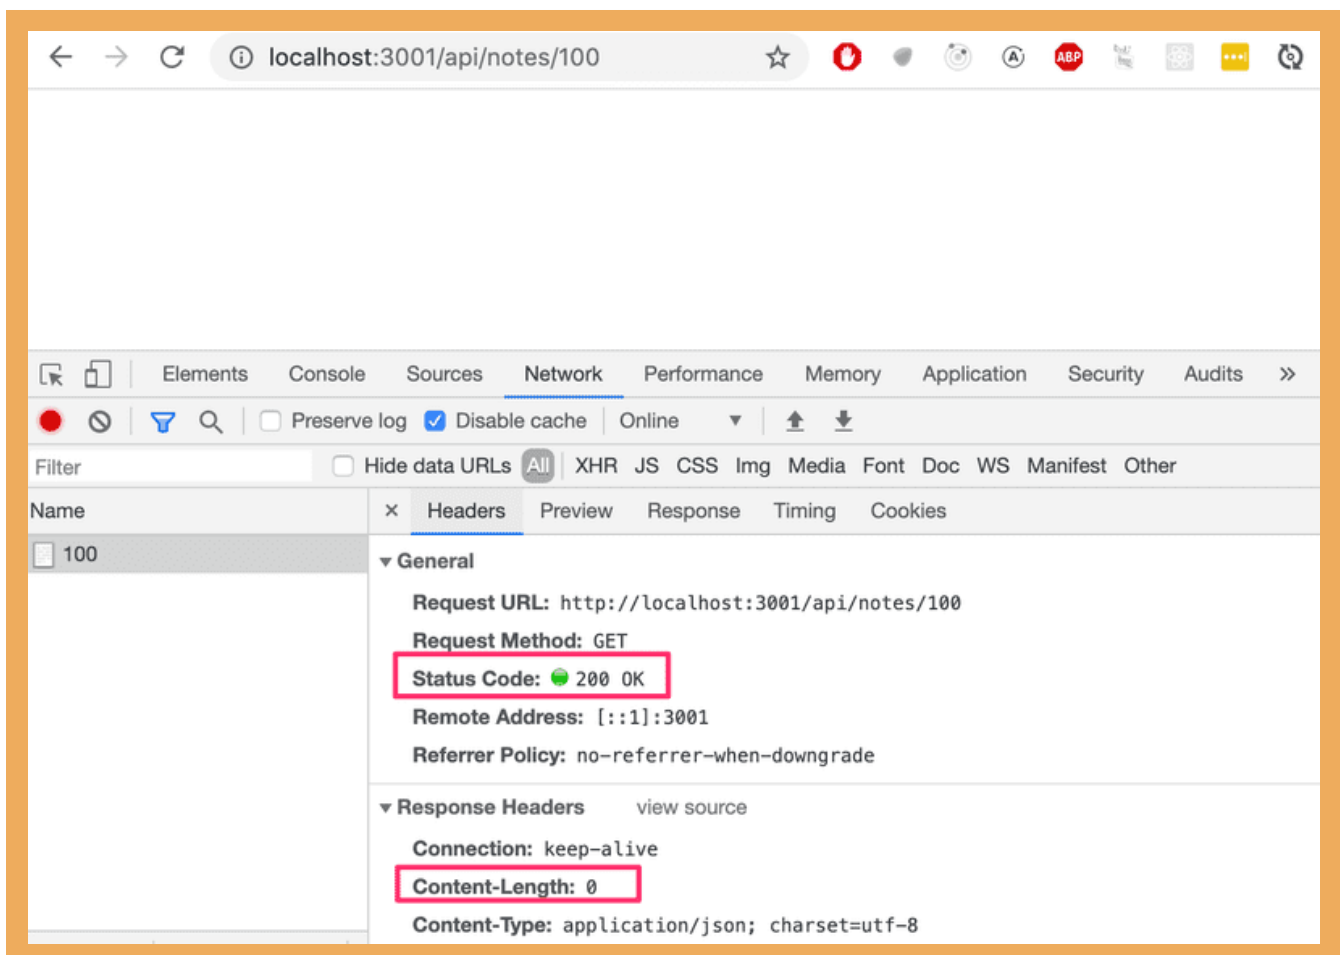 localhost:3001/api/notes/100
ABP
Elements Console Sources Network Performance Memory Application Security Audits »
Preserve log Disable cache Online
Filter Hide data URLs All XHR JS CSS Img Media Font Doc WS Manifest Other
Name × Headers Preview Response Timing Cookies
100
General
Request URL: http://localhost:3001/api/notes/100
Request Method: GET
Status Code: 200 OK
Remote Address: [::1]:3001
Referrer Policy: no-referrer-when-downgrade
Response Headers view source
Connection: keep-alive
Content-Length: 0
Content-Type: application/json; charset=utf-8